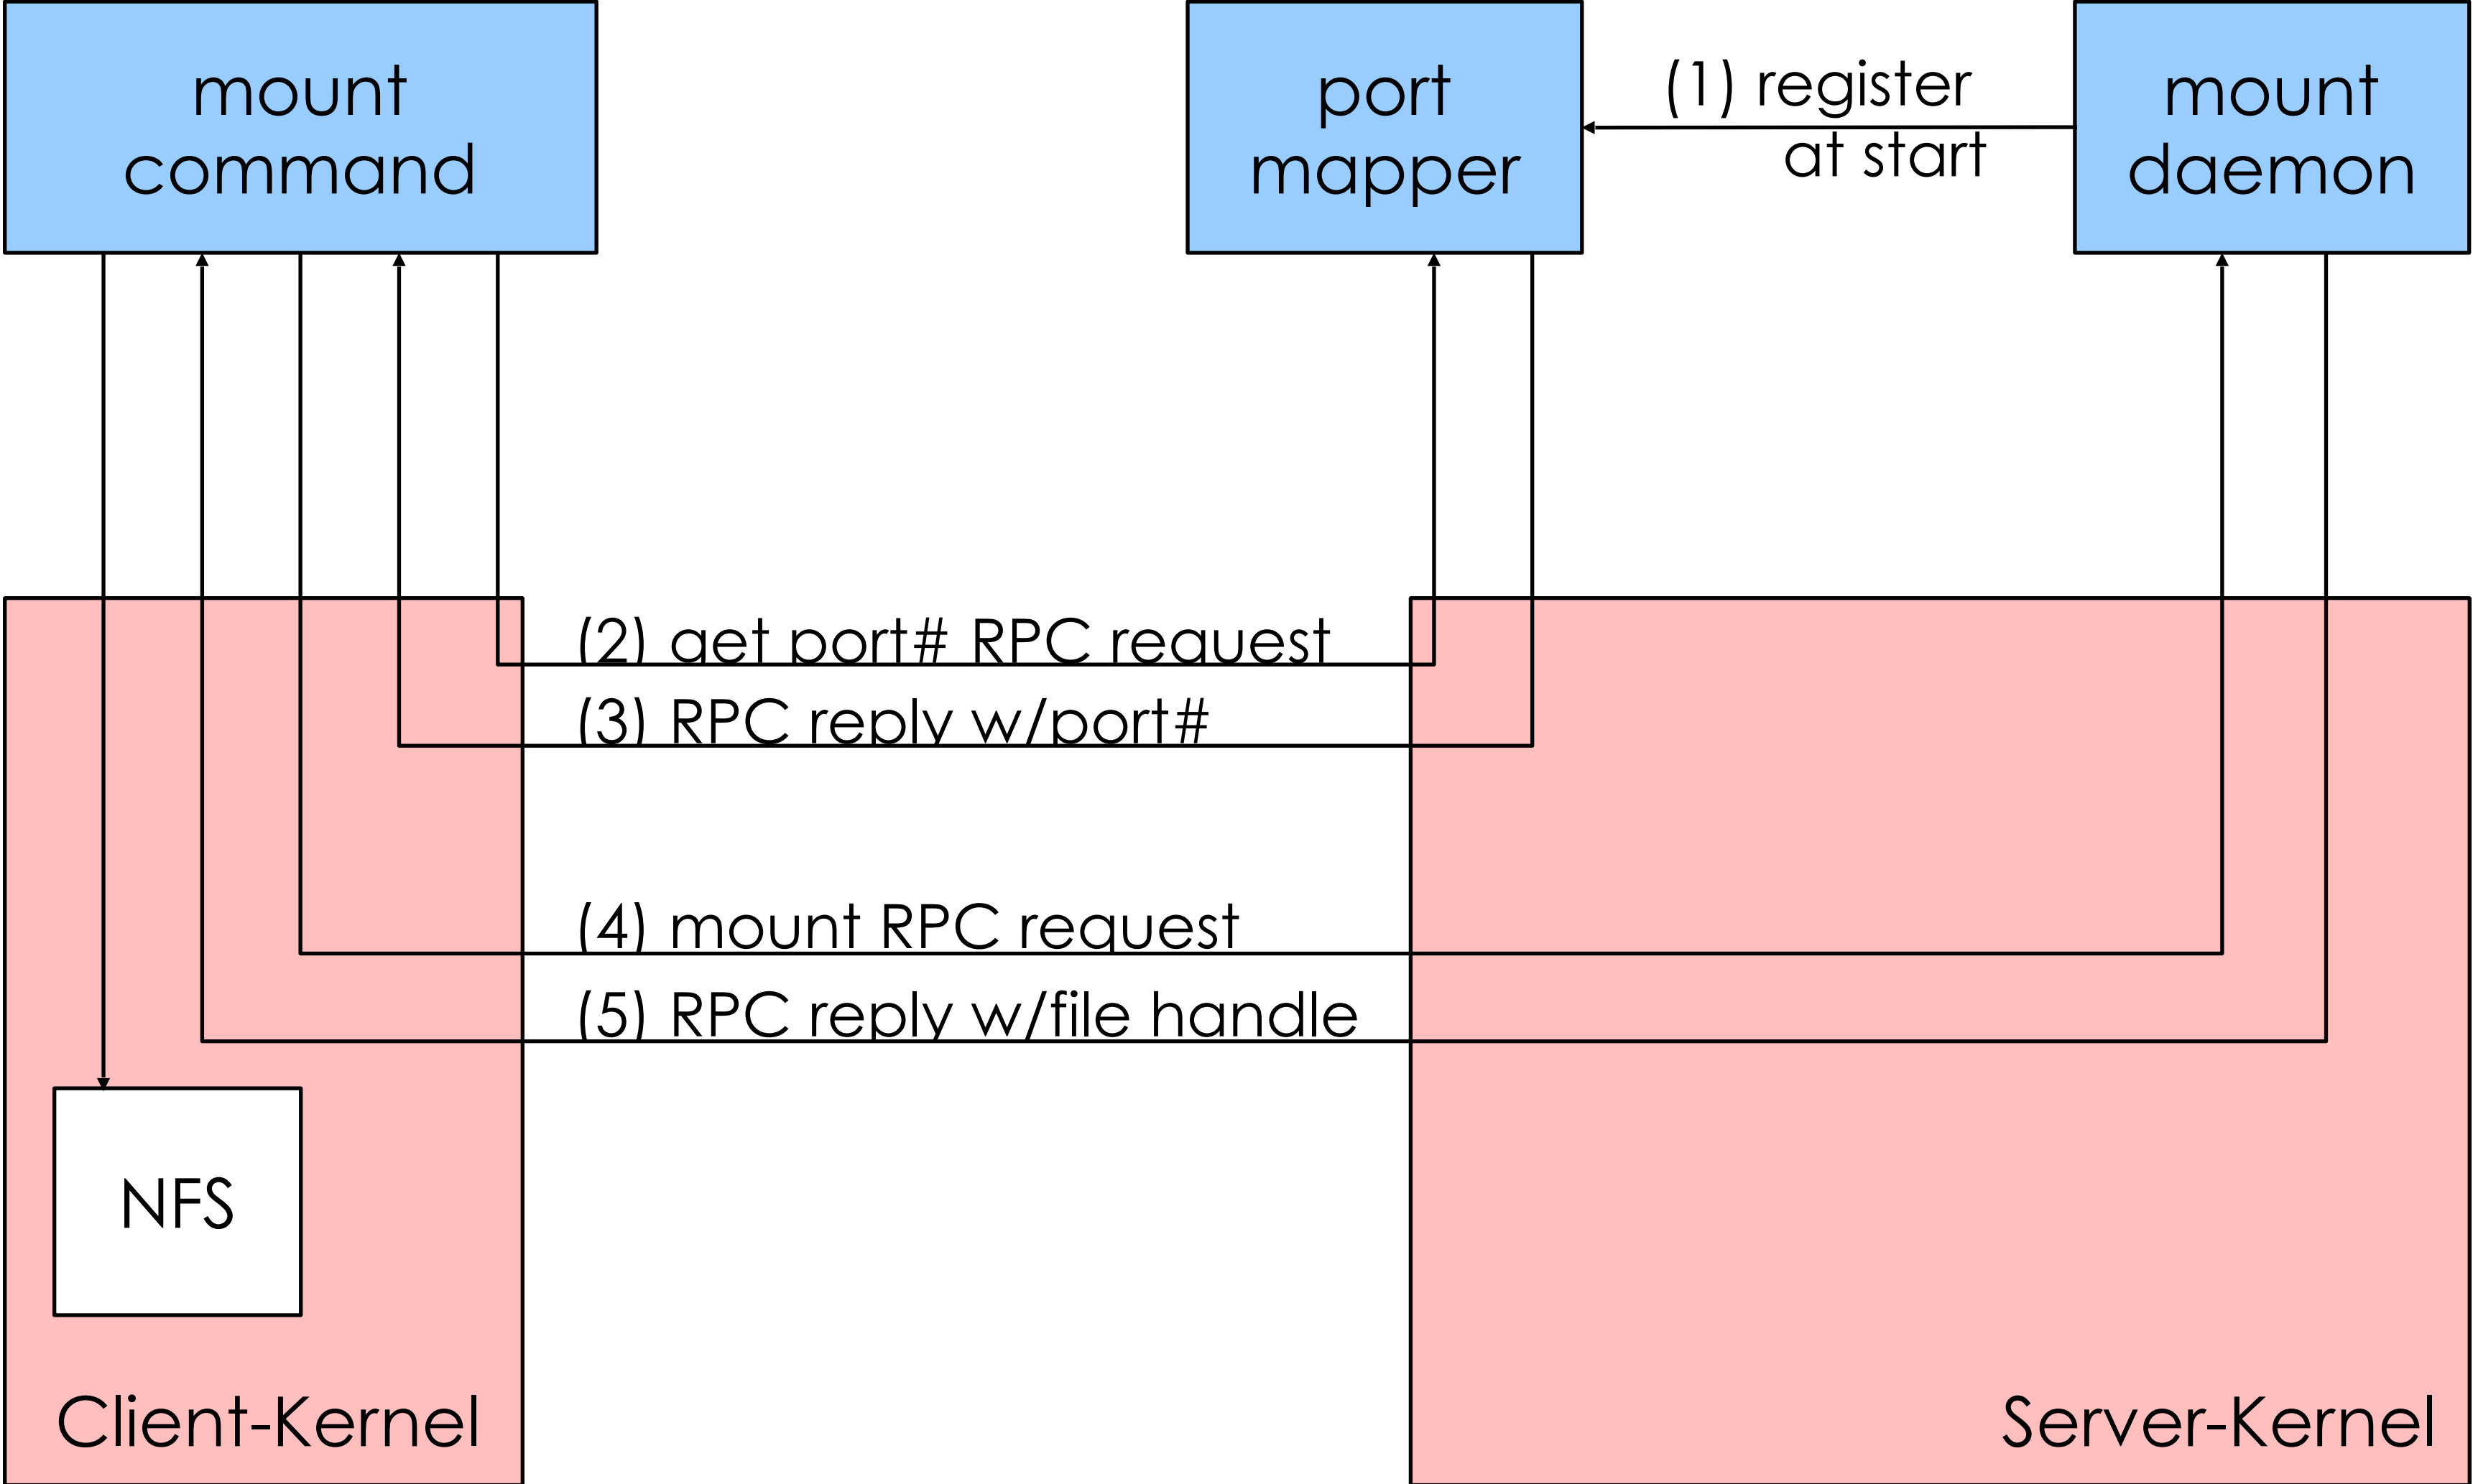 mount
command
port
mapper
(1) register
at start
mount
daemon
(2) get port# RPC request
(3) RPC reply w/port#
(4) mount RPC request
(5) RPC reply w/file handle
NFS
Client-Kernel
Server-Kernel